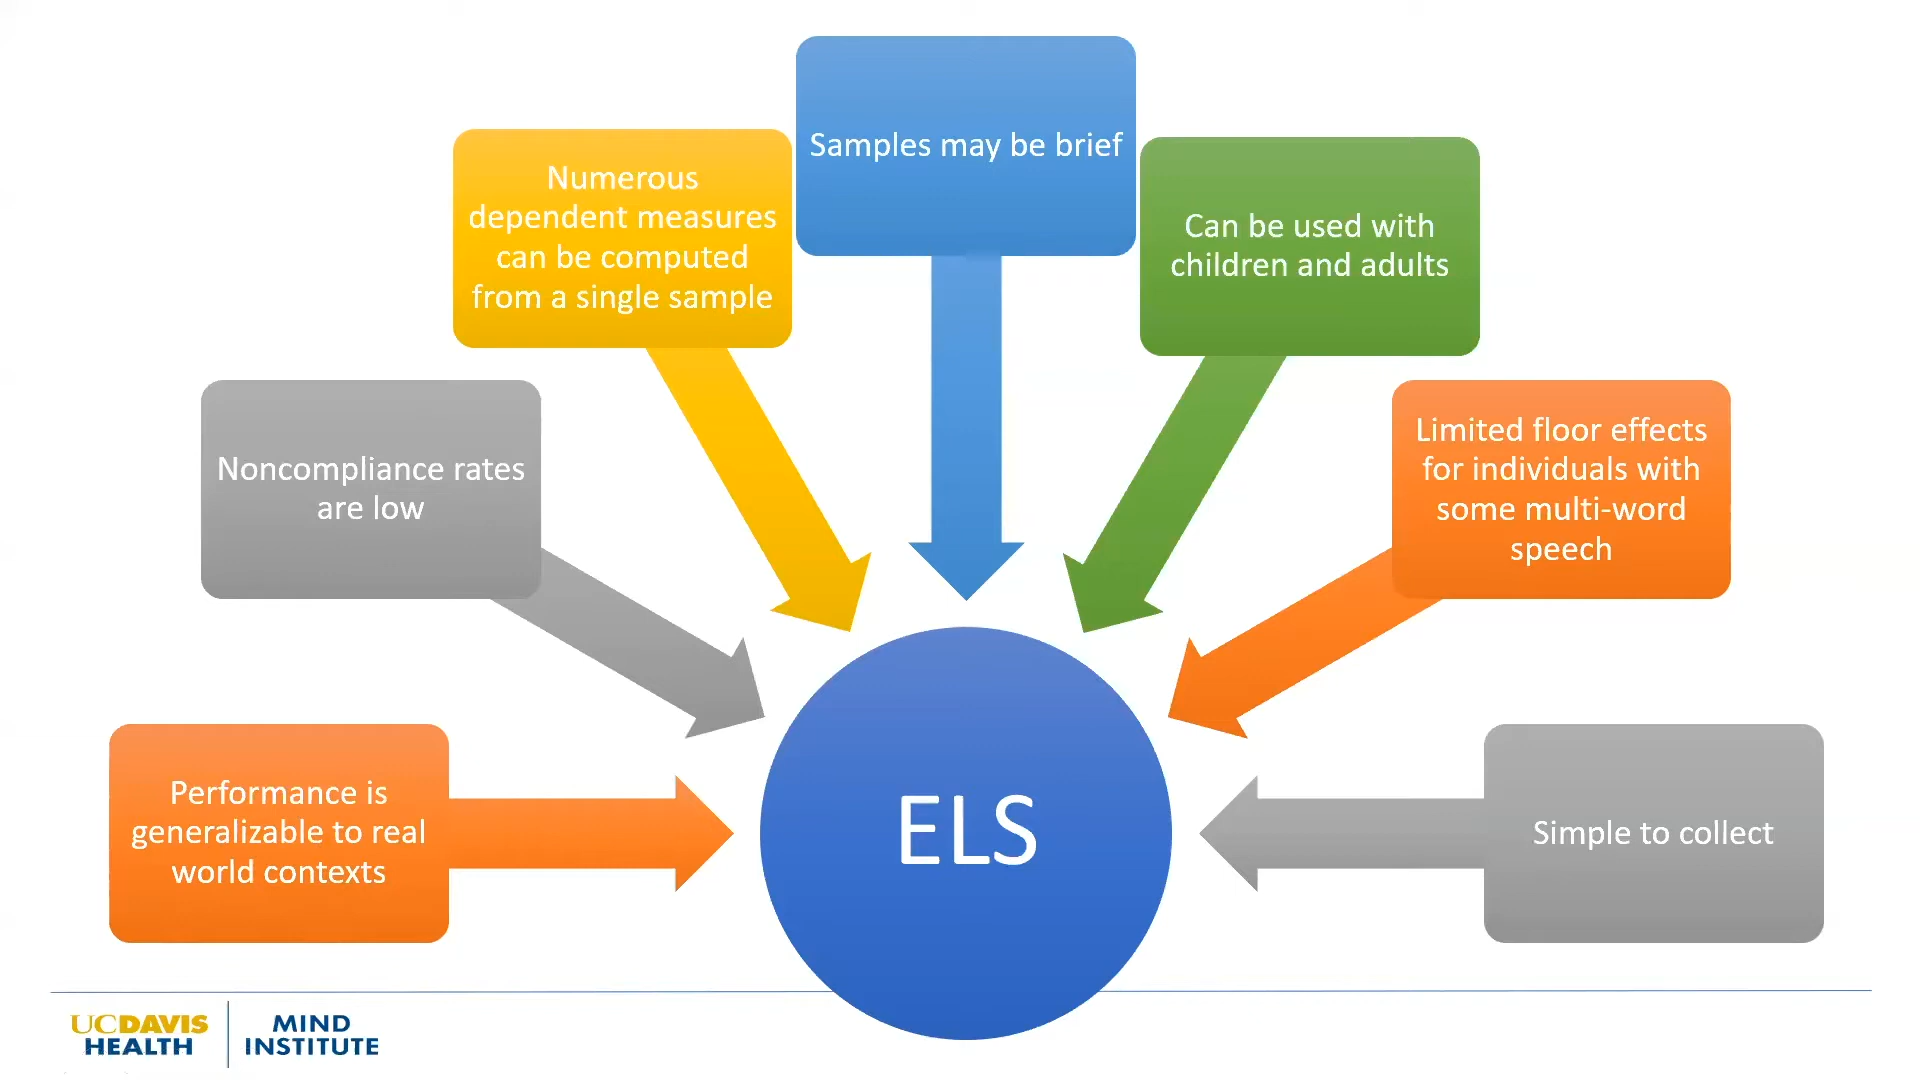 Samples may be brief
Numerous
dependent measures
can be computed
from a single sample
Can be used with
children and adults
Noncompliance rates
are low
Limited floor effects
for individuals with
some multi-word
speech
Performance is
generalizable to real
world contexts
ELS
Simple to collect
UCDAVIS
HEALTH
MIND
INSTITUTE